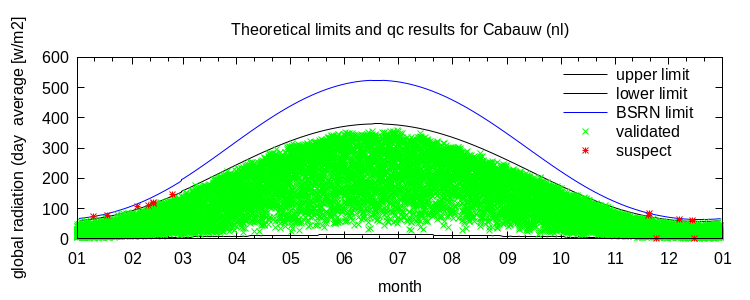 Theoretical limits and qc results for Cabauw (nl)
global radiation (day average [w/m2]
600
500
400
300
200
100
0
upper limit
lower limit
BSRN limit
validated
suspect
01 02 03 04 05 06 07 08 09 10 11 12 01
month